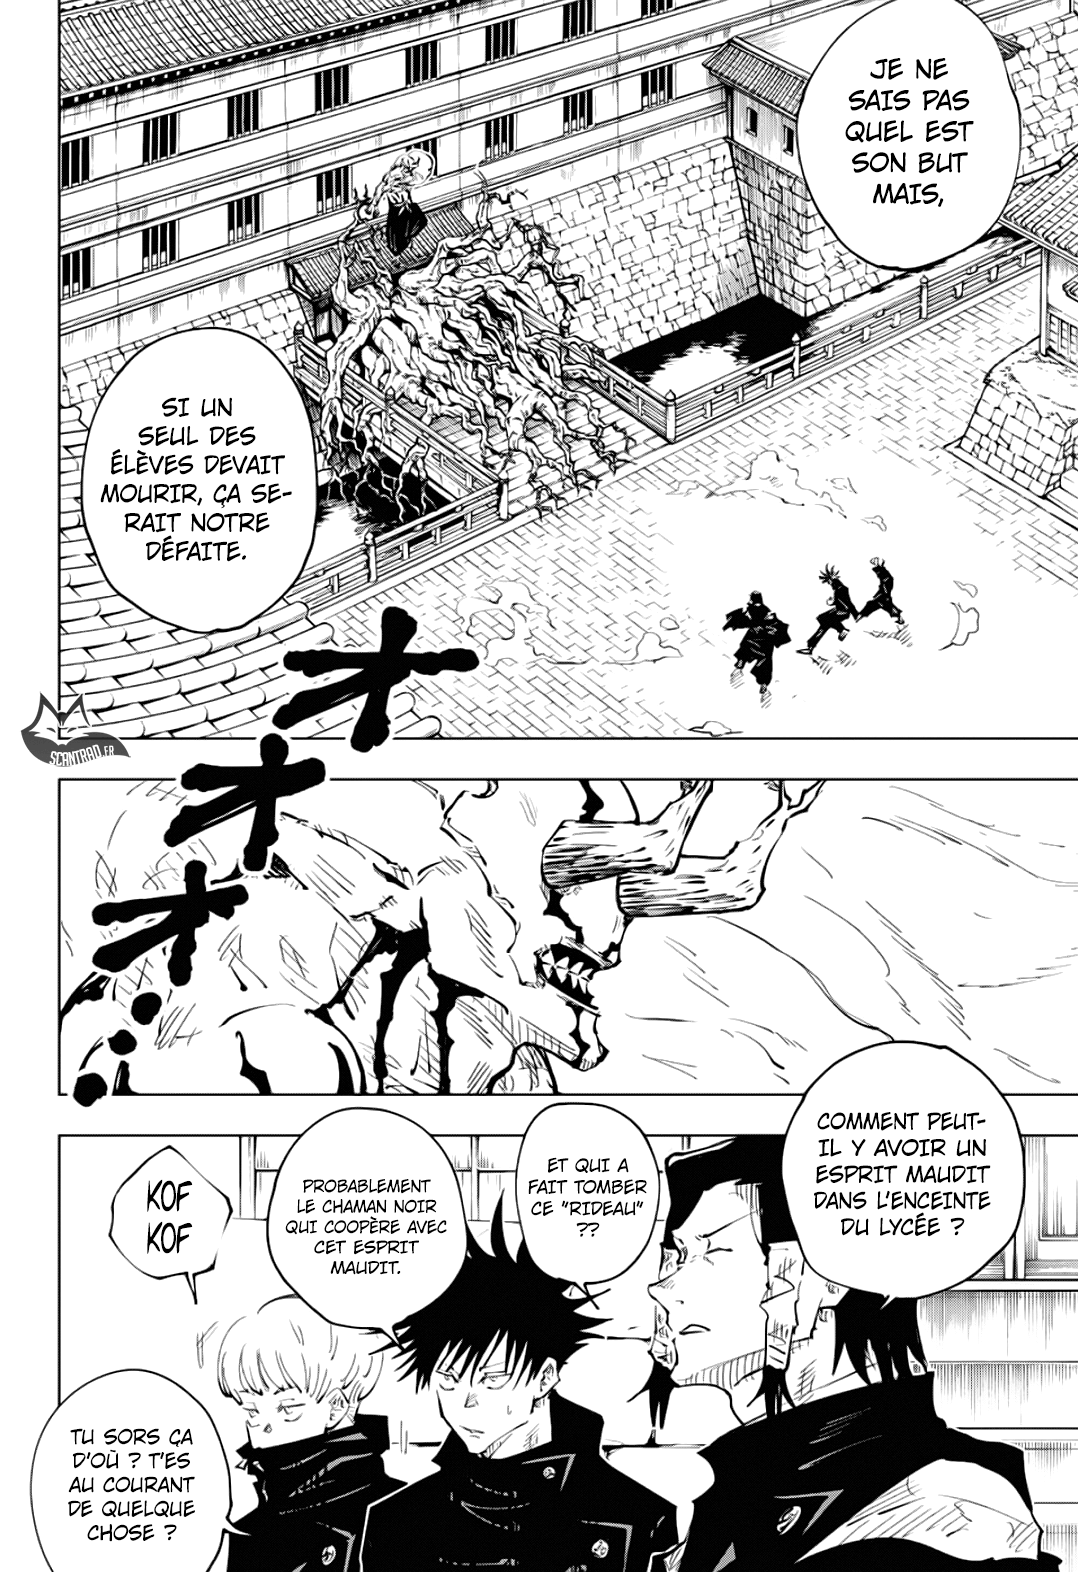 JE NE
SAIS PAS
QUEL EST
SON BUT
MAIS,
SI UN
SEUL DES
ÉLÈVES DEVAIT
MOURIR, ÇA SE-
RAIT NOTRE
DÉFAITE.
SCANTRAD.FR
オオオ...
COMMENT PEUT-
IL Y AVOIR UN
ESPRIT MAUDIT
DANS L'ENCEINTE
DU LYCÉE ?
ET QUI A
FAIT TOMBER
CE "RIDEAU"
??
PROBABLEMENT
LE CHAMAN NOIR
QUI COOPÈRE AVEC
CET ESPRIT
MAUDIT.
KOF
KOF
TU SORS ÇA
D'OÙ ? T'ES
AU COURANT
DE QUELQUE
CHOSE ?